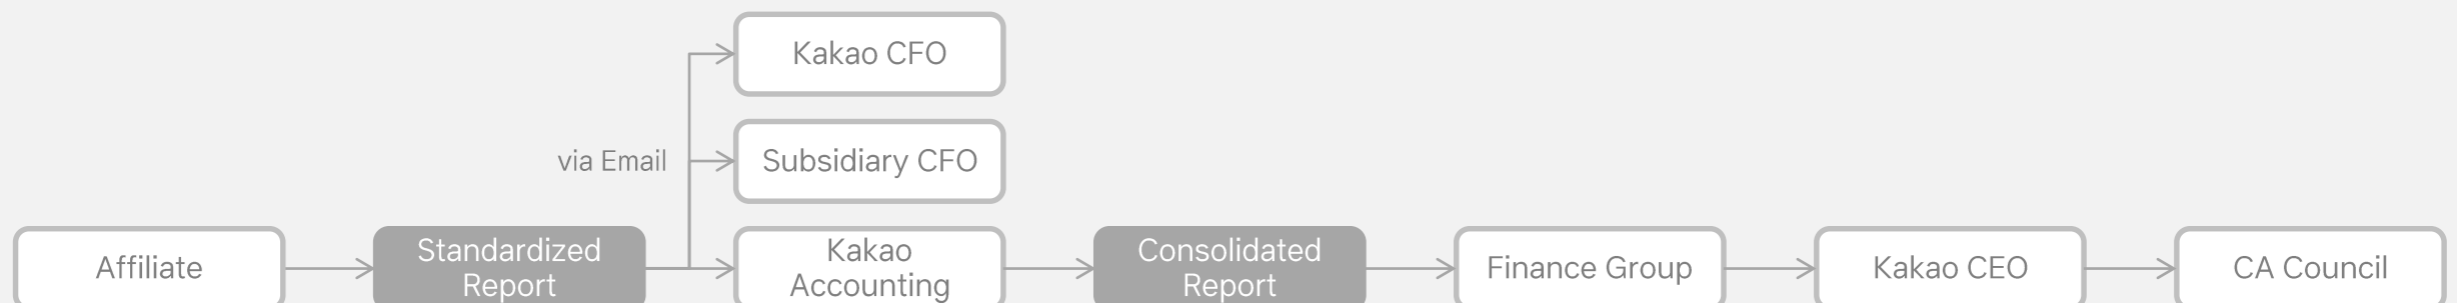 Kakao CFO
via Email
Subsidiary CFO
Affiliate
Standardized
Report
Kakao
Accounting
Consolidated
Report
Finance Group
Kakao CEO
CA Council